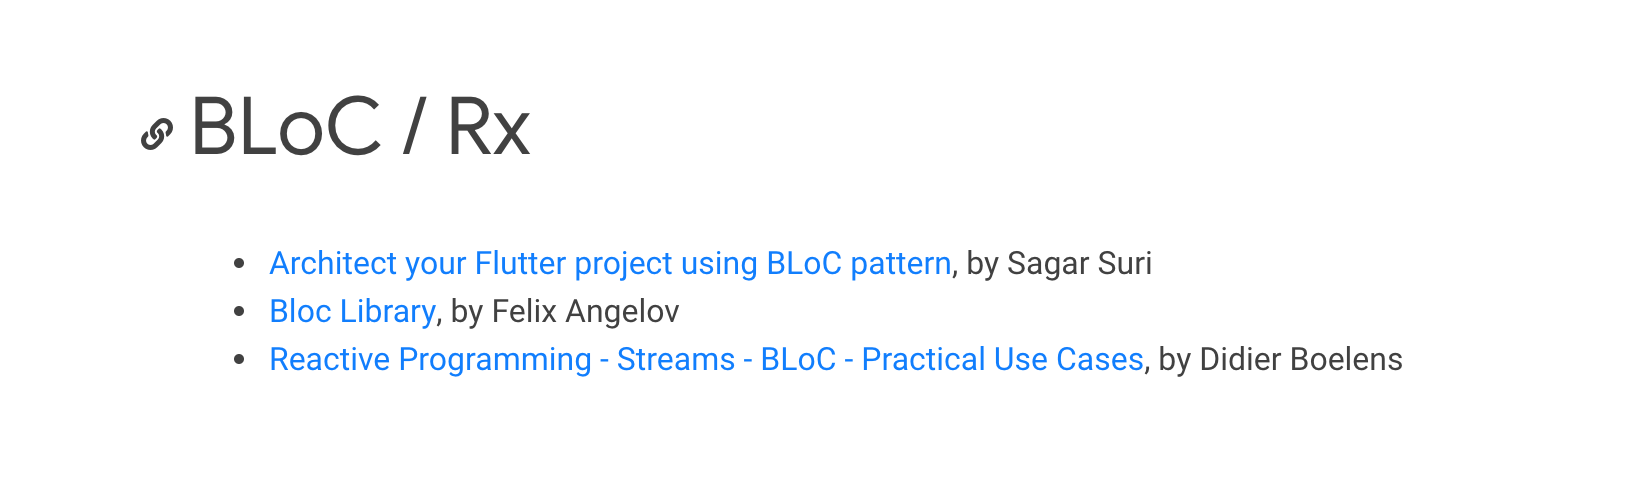 BLoC / Rx
Architect your Flutter project using BLoC pattern, by Sagar Suri
Bloc Library, by Felix Angelov
Reactive Programming - Streams - BLoC - Practical Use Cases, by Didier Boelens